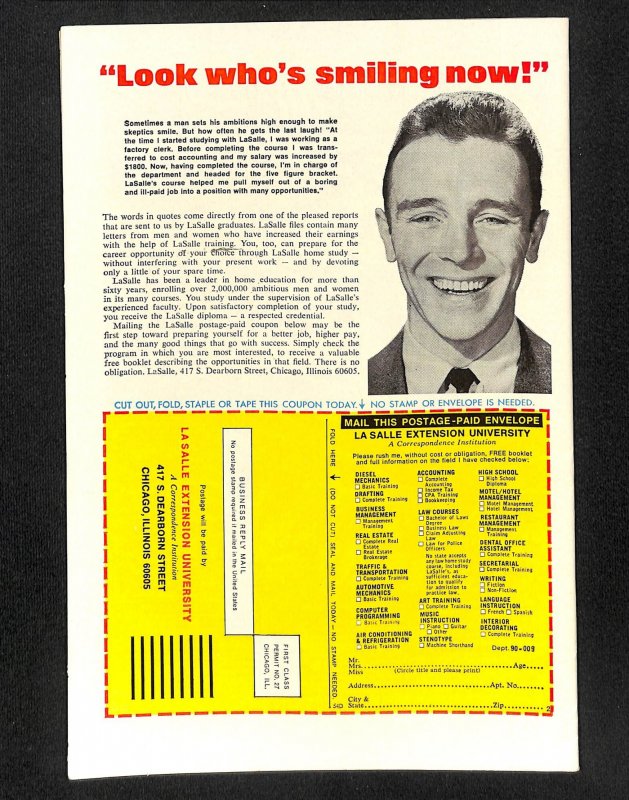 "Look who's smiling now!"
Sometimes a man sets his ambitions high enough to make
skeptics smile. But how often he gets the last laugh! "At
the time I started studying with LaSalle, I was working as a
factory clerk. Before completing the course I was trans-
ferred to cost accounting and my salary was increased by
$1800. Now, having completed the course, I'm in charge of
the department and headed for the five figure bracket.
LaSalle's course helped me pull myself out of a boring
and ill-paid job into a position with many opportunities."
The words in quotes come directly from one of the pleased reports
that are sent to us by LaSalle graduates. LaSalle files contain many
letters from men and women who have increased their earnings
with the help of LaSalle training. You, too, can prepare for the
career opportunity of your choice through LaSalle home study —
without interfering with your present work — and by devoting
only a little of your spare time.
LaSalle has been a leader in home education for more than
sixty years, enrolling over 2,000,000 ambitious men and women
in its many courses. You study under the supervision of LaSalle's
experienced faculty. Upon satisfactory completion of your study,
you receive the LaSalle diploma — a respected credential.
Mailing the LaSalle postage-paid coupon below may be the
first step toward preparing yourself for a better job, higher pay,
and the many good things that go with success. Simply check the
program in which you are most interested, to receive a valuable
free booklet describing the opportunities in that field. There is no
obligation. LaSalle, 417 S. Dearborn Street, Chicago, Illinois 60605.
CUT OUT, FOLD, STAPLE OR TAPE THIS COUPON TODAY. NO STAMP OR ENVELOPE IS NEEDED.
Postage will be paid by
LA SALLE EXTENSION UNIVERSITY
A Correspondence Institution
417 S. DEARBORN STREET
CHICAGO, ILLINOIS 60605
BUSINESS REPLY MAIL
No postage stamp required if mailed in the United States
FIRST CLASS
PERMIT NO. 27
CHICAGO, ILL.
FOLD HERE (DO NOT CUT) SEAL AND MAIL TODAY — NO STAMP NEEDED.
54D
MAIL THIS POSTAGE-PAID ENVELOPE
LA SALLE EXTENSION UNIVERSITY
A Correspondence Institution
Please rush me, without cost or obligation, FREE booklet
and full information on the field I have checked below:
DIESEL
MECHANICS
Basic Training
DRAFTING
Complete Training
BUSINESS
MANAGEMENT
Management
Training
REAL ESTATE
Complete Real
Estate
Real Estate
Brokerage
TRAFFIC &
TRANSPORTATION
Complete Training
AUTOMOTIVE
MECHANICS
Basic Training
COMPUTER
PROGRAMMING
Basic Training
AIR CONDITIONING
& REFRIGERATION
Basic Training
ACCOUNTING
Complete
Accounting
Income Tax
CPA Training
Bookkeeping
LAW COURSES
Bachelor of Laws
Degree
Business Law
Claim Adjusting
Law
Law for Police
Officers
No state accepts
any law home study
course, including
LaSalle's, as
sufficient educa-
tion to qualify
for admission to
practice law.
ART TRAINING
Complete Training
MUSIC
INSTRUCTION
Piano Guitar
Other
STENOTYPE
Machine Shorthand
HIGH SCHOOL
High School
Diploma
MOTEL/HOTEL
MANAGEMENT
Motel Management
Hotel Management
RESTAURANT
MANAGEMENT
Management
Training
DENTAL OFFICE
ASSISTANT
Complete Training
SECRETARIAL
Complete Training
WRITING
Fiction
Non-Fiction
LANGUAGE
INSTRUCTION
French Spanish
INTERIOR
DECORATING
Complete Training
Dept. 90-009
Mr.
Mrs. Age
Miss (Circle title and please print)
Address Apt. No.
City &
State Zip
2